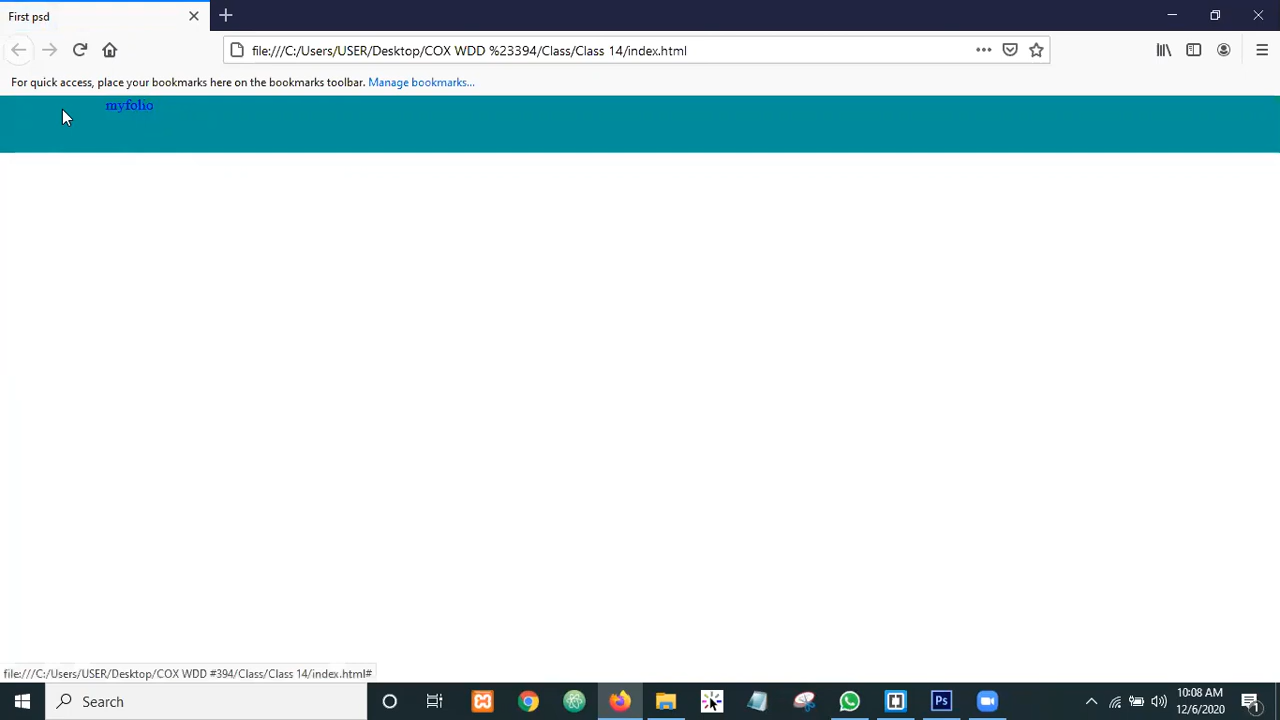 First psd
file:///C:/Users/USER/Desktop/COX WDD %23394/Class/Class 14/index.html
For quick access, place your bookmarks here on the bookmarks toolbar. Manage bookmarks...
myfolio
file:///C:/Users/USER/Desktop/COX WDD #394/Class/Class 14/index.html#
Search
Ps
10:08 AM
12/6/2020
1